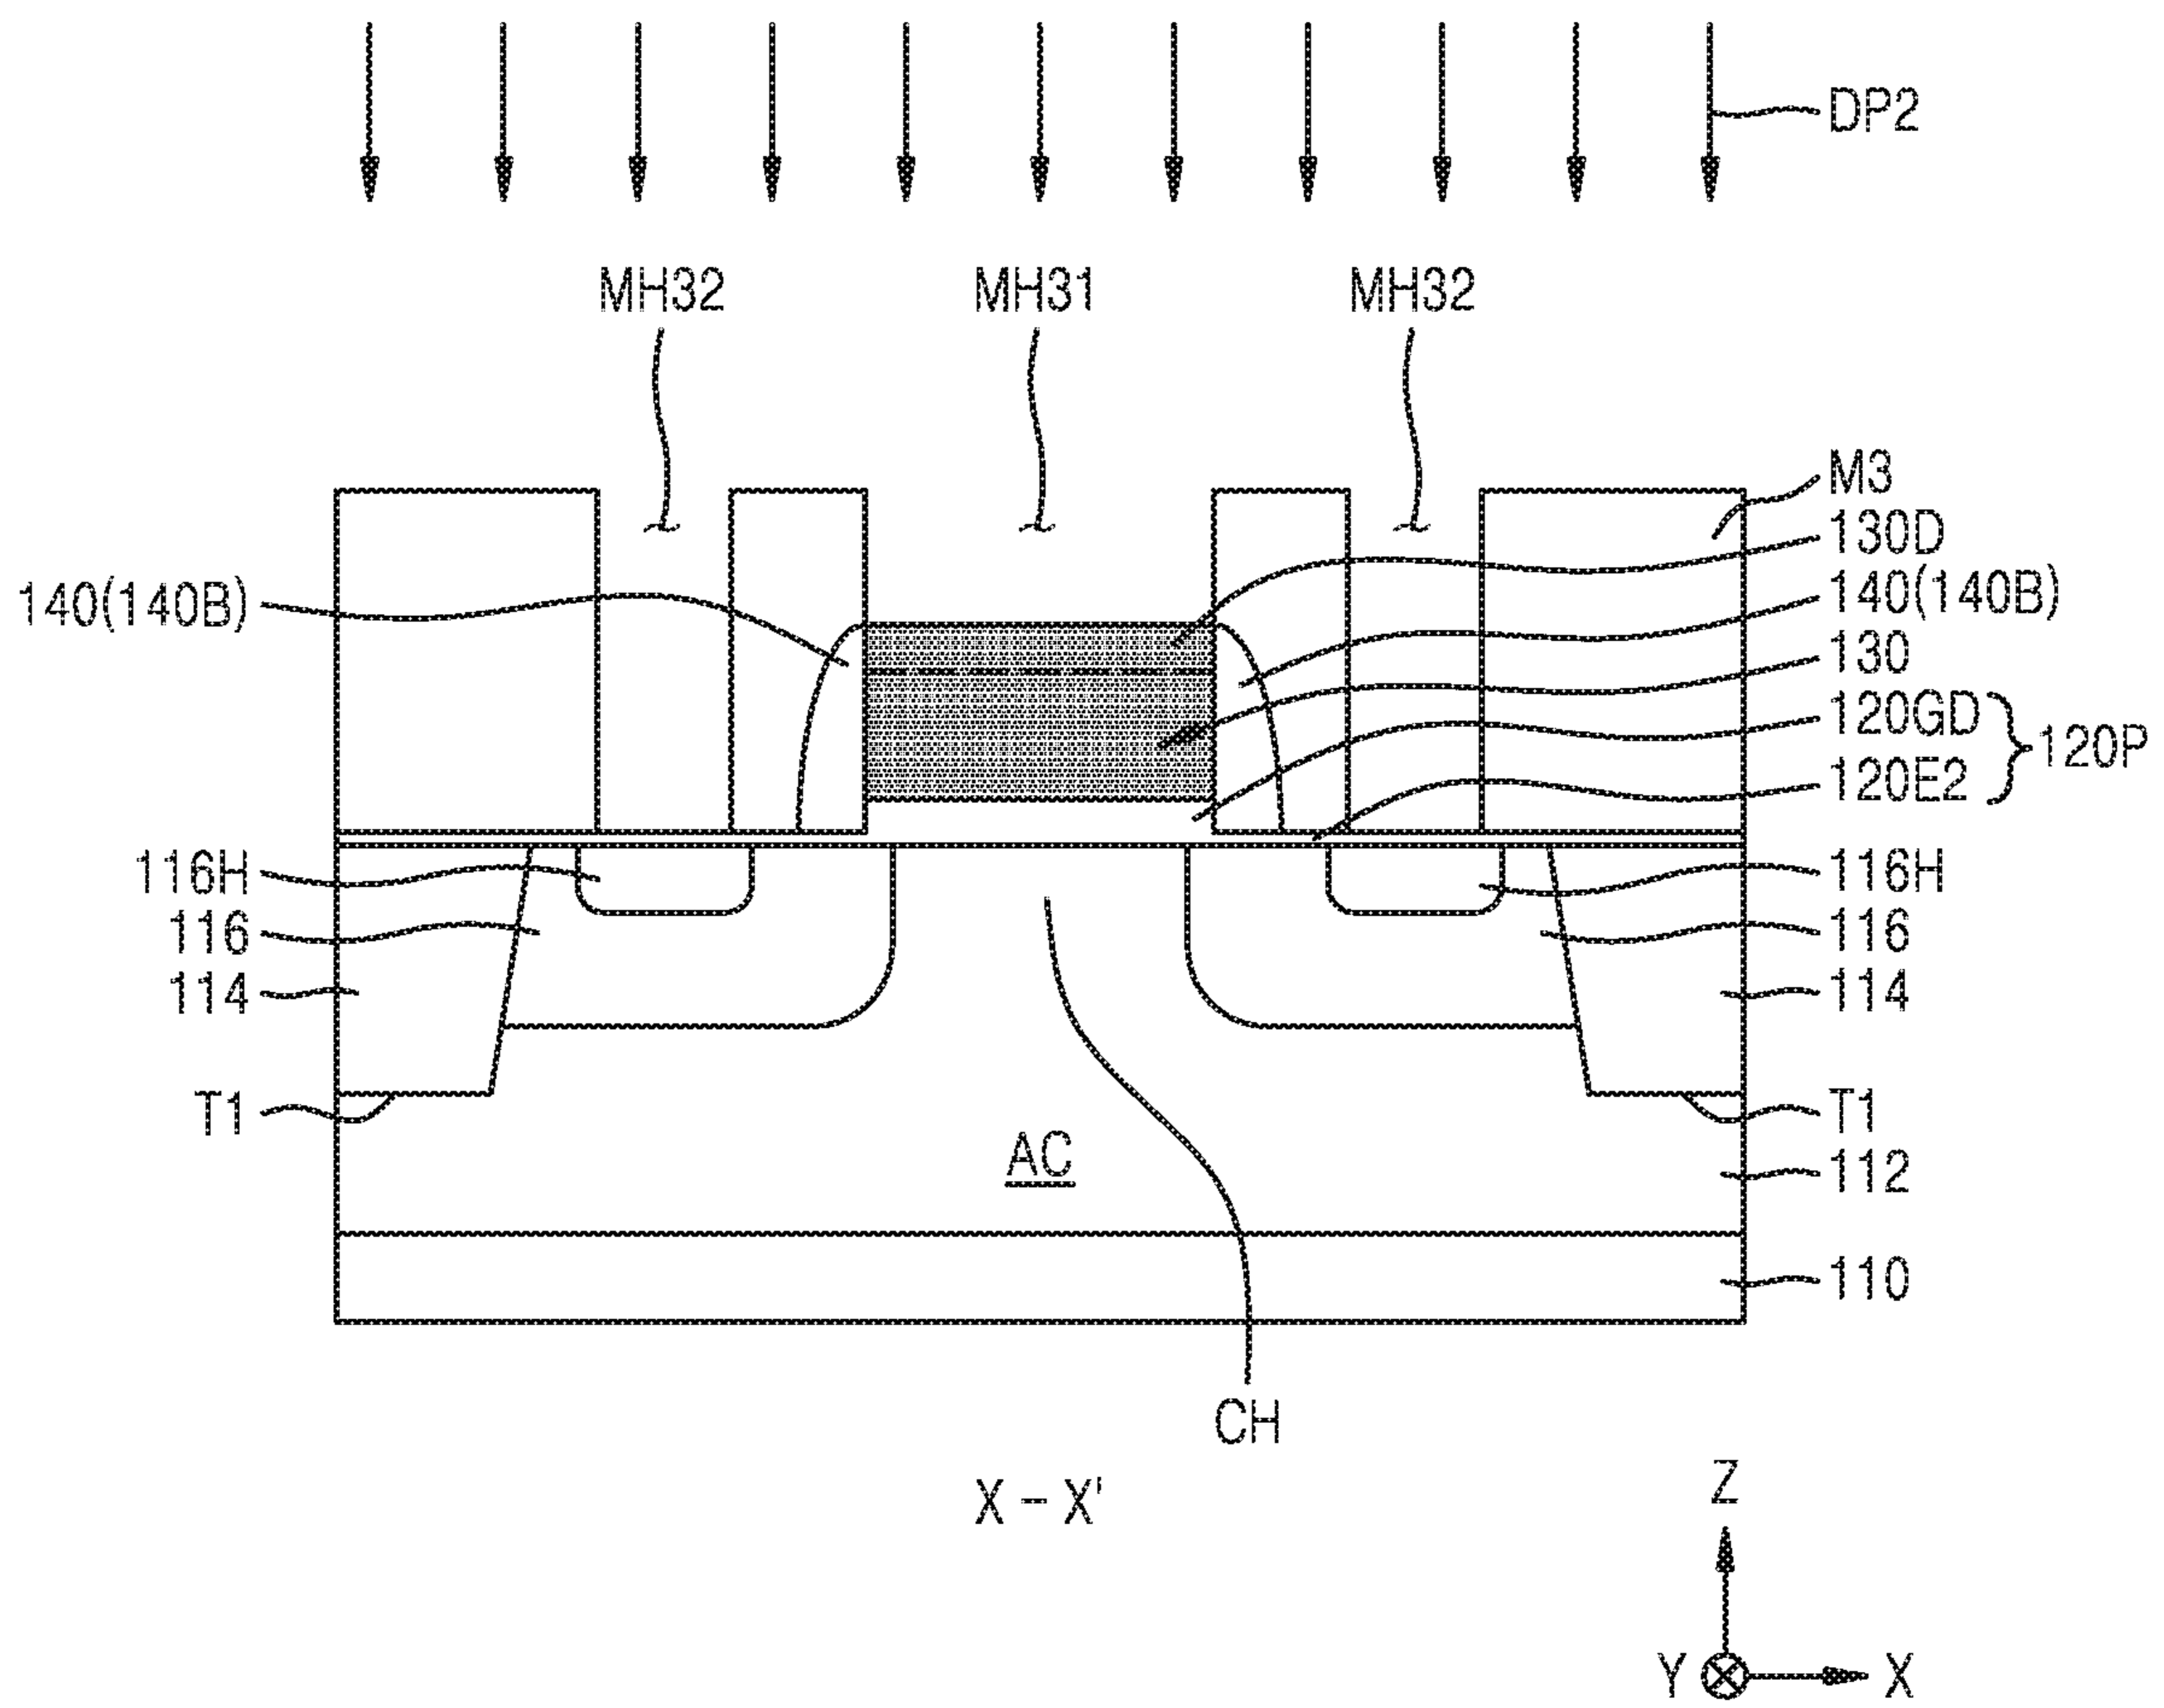 DP2
MH32 MH31 MH32
M3
130D
140(140B) 140(140B)
130
120GD
120P
120E2
116H 116H
116 116
114 114
T1 T1
AC 112
110
CH
X - X'
Z
Y X